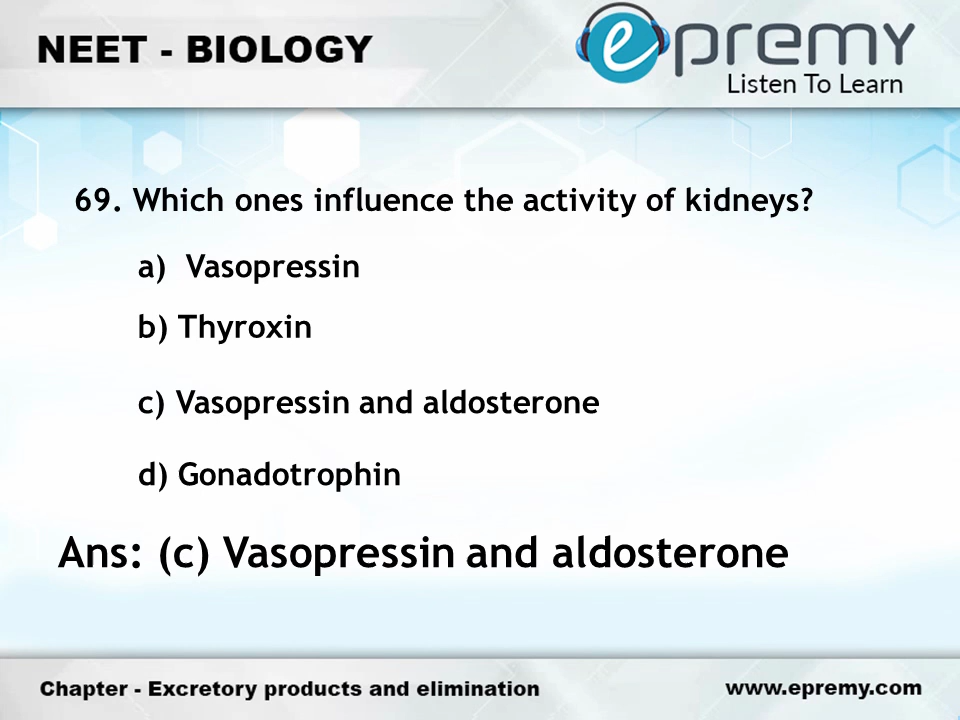 NEET - BIOLOGY
epremy
Listen To Learn
69. Which ones influence the activity of kidneys?
a) Vasopressin
b) Thyroxin
c) Vasopressin and aldosterone
d) Gonadotrophin
Ans: (c) Vasopressin and aldosterone
Chapter - Excretory products and elimination
www.epremy.com